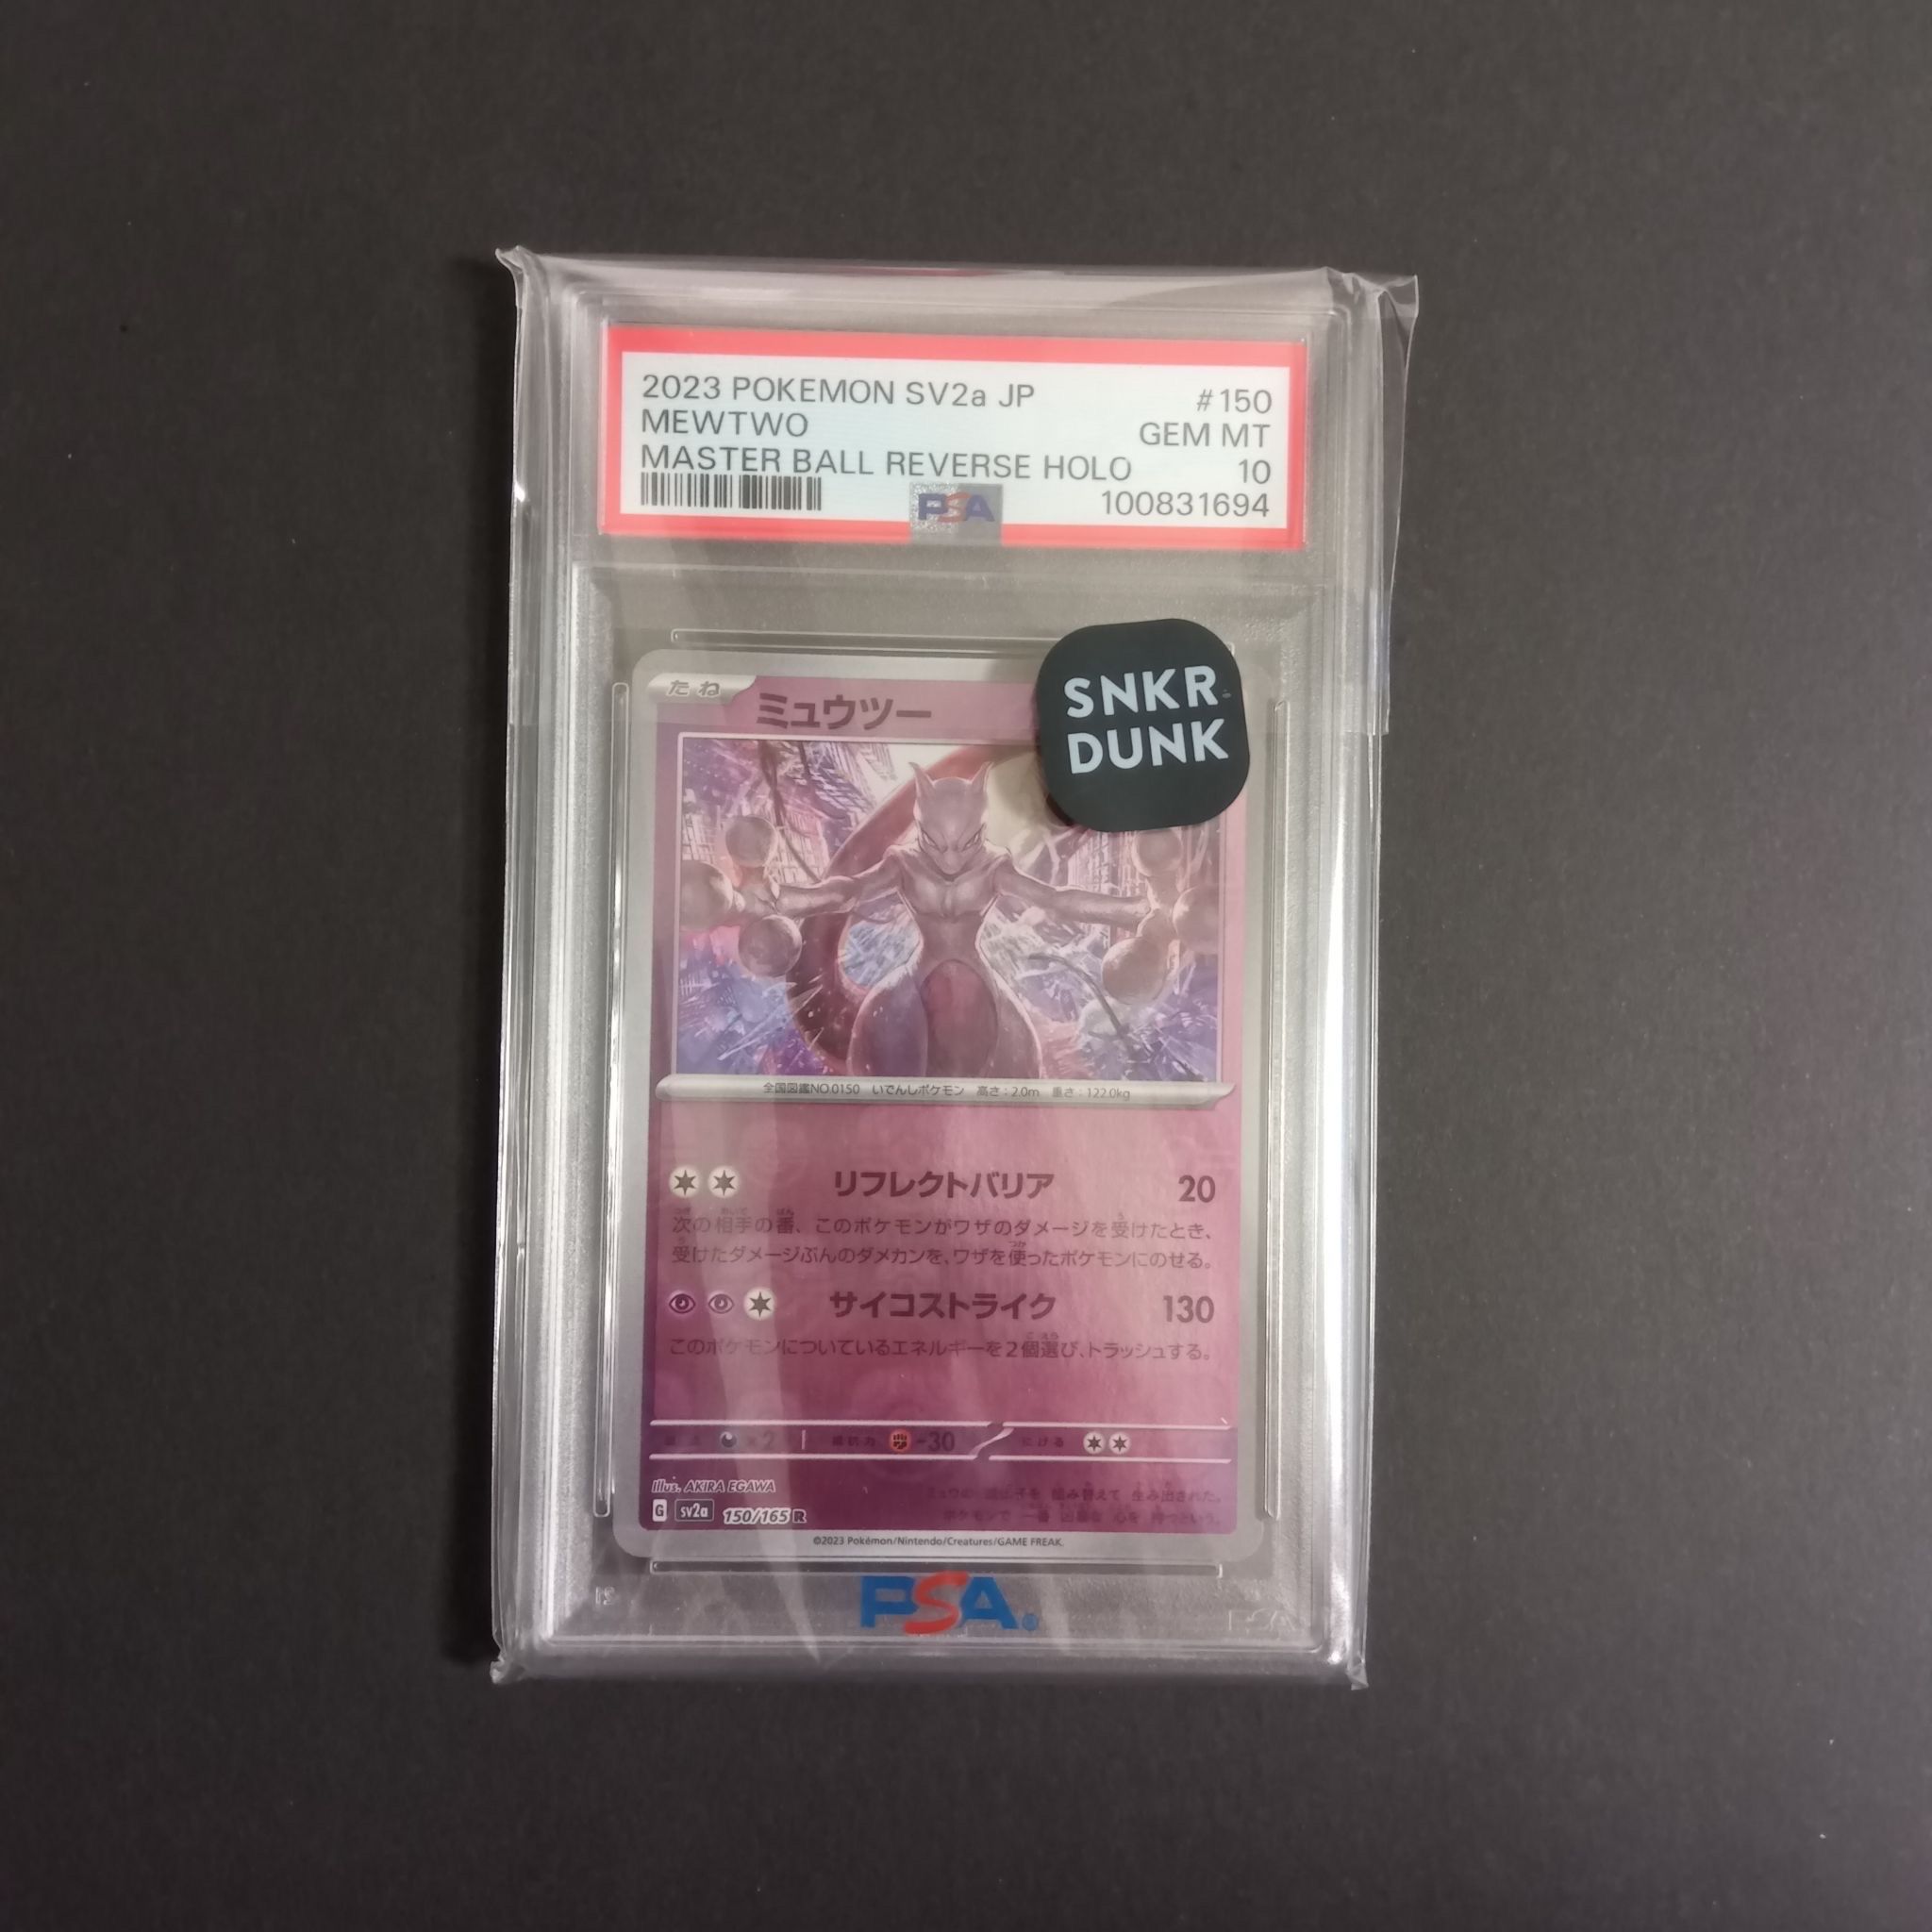 2023 POKEMON SV2a JP #150
MEWTWO GEM MT
MASTER BALL REVERSE HOLO 10
PSA 100831694
SNKR
DUNK
たね ミュウツー
全国図鑑NO.0150 いでんしポケモン 高さ:2.0m 重さ:122.0kg
リフレクトバリア 20
次の相手の番、このポケモンがワザのダメージを受けたとき、
受けたダメージぶんのダメカンを、ワザを使ったポケモンにのせる。
サイコストライク 130
このポケモンについているエネルギーを2個選び、トラッシュする。
×2 -30 にげる
Illus. AKIRA EGAWA
G sv2a 150/165 R
©2023 Pokémon/Nintendo/Creatures/GAME FREAK.
PSA®